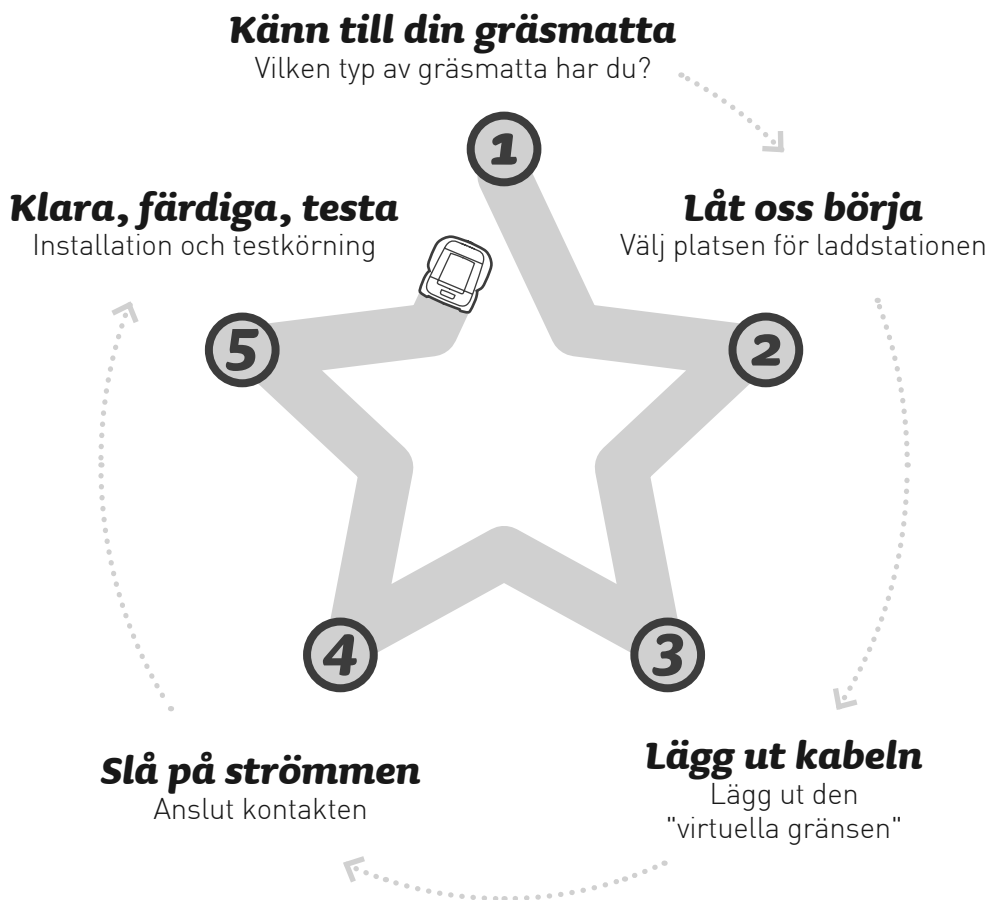 Känn till din gräsmatta
Vilken typ av gräsmatta har du?
1
Låt oss börja
Välj platsen för laddstationen
2
Lägg ut kabeln
Lägg ut den
"virtuella gränsen"
3
Slå på strömmen
Anslut kontakten
4
Klara, färdiga, testa
Installation och testkörning
5